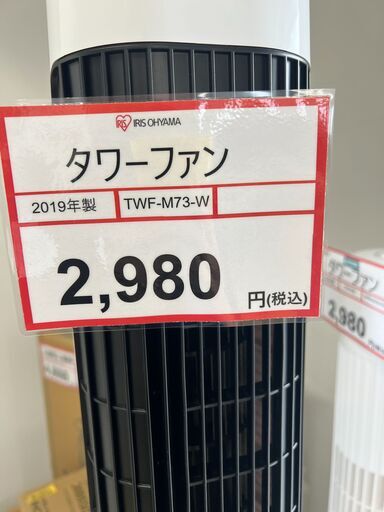 IRIS IRIS OHYAMA
タワーファン
2019年製 TWF-M73-W
2,980 円(税込)
タワーファン
2,980